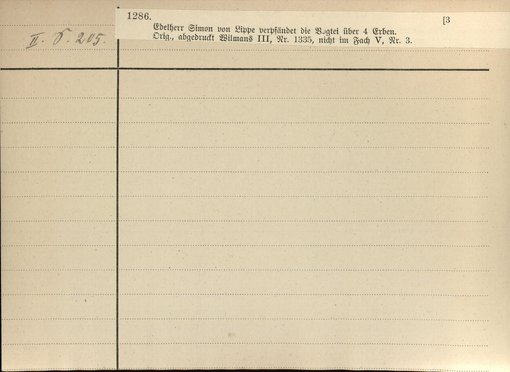 II. S. 205.
1286. [3
Edelherr Simon von Lippe verpfändet die Vogtei über 4 Erben.
Orig., abgedruckt Wilmans III, Nr. 1335, nicht im Fach V, Nr. 3.